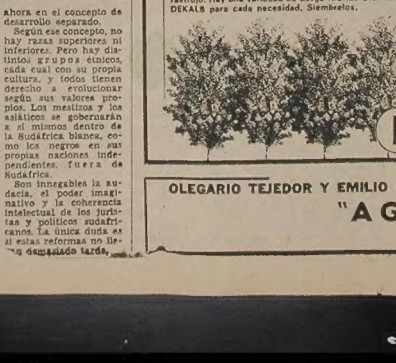 ahora en el concepto de
desarrollo separado.
Según ese concepto, no
hay razas superiores ni
inferiores. Pero hay dis-
tintos grupos étnicos,
cada cual con su propia
cultura, y todos tienen
derecho a evolucionar
según sus valores pro-
pios. Los mestizos y los
asiáticos se gobernarán
a sí mismos dentro de
la Sudáfrica blanca, co-
mo los negros en sus
propias naciones inde-
pendientes, fuera de
Sudáfrica.
Son innegables la au-
dacia, el poder imagi-
nativo y la coherencia
intelectual de los juris-
tas y políticos sudafri-
canos. La única duda es
si estas reformas no lle-
demasiado tarde,
DEKALB para cada necesidad. Siémbrelos.
OLEGARIO TEJEDOR Y EMILIO
"A G